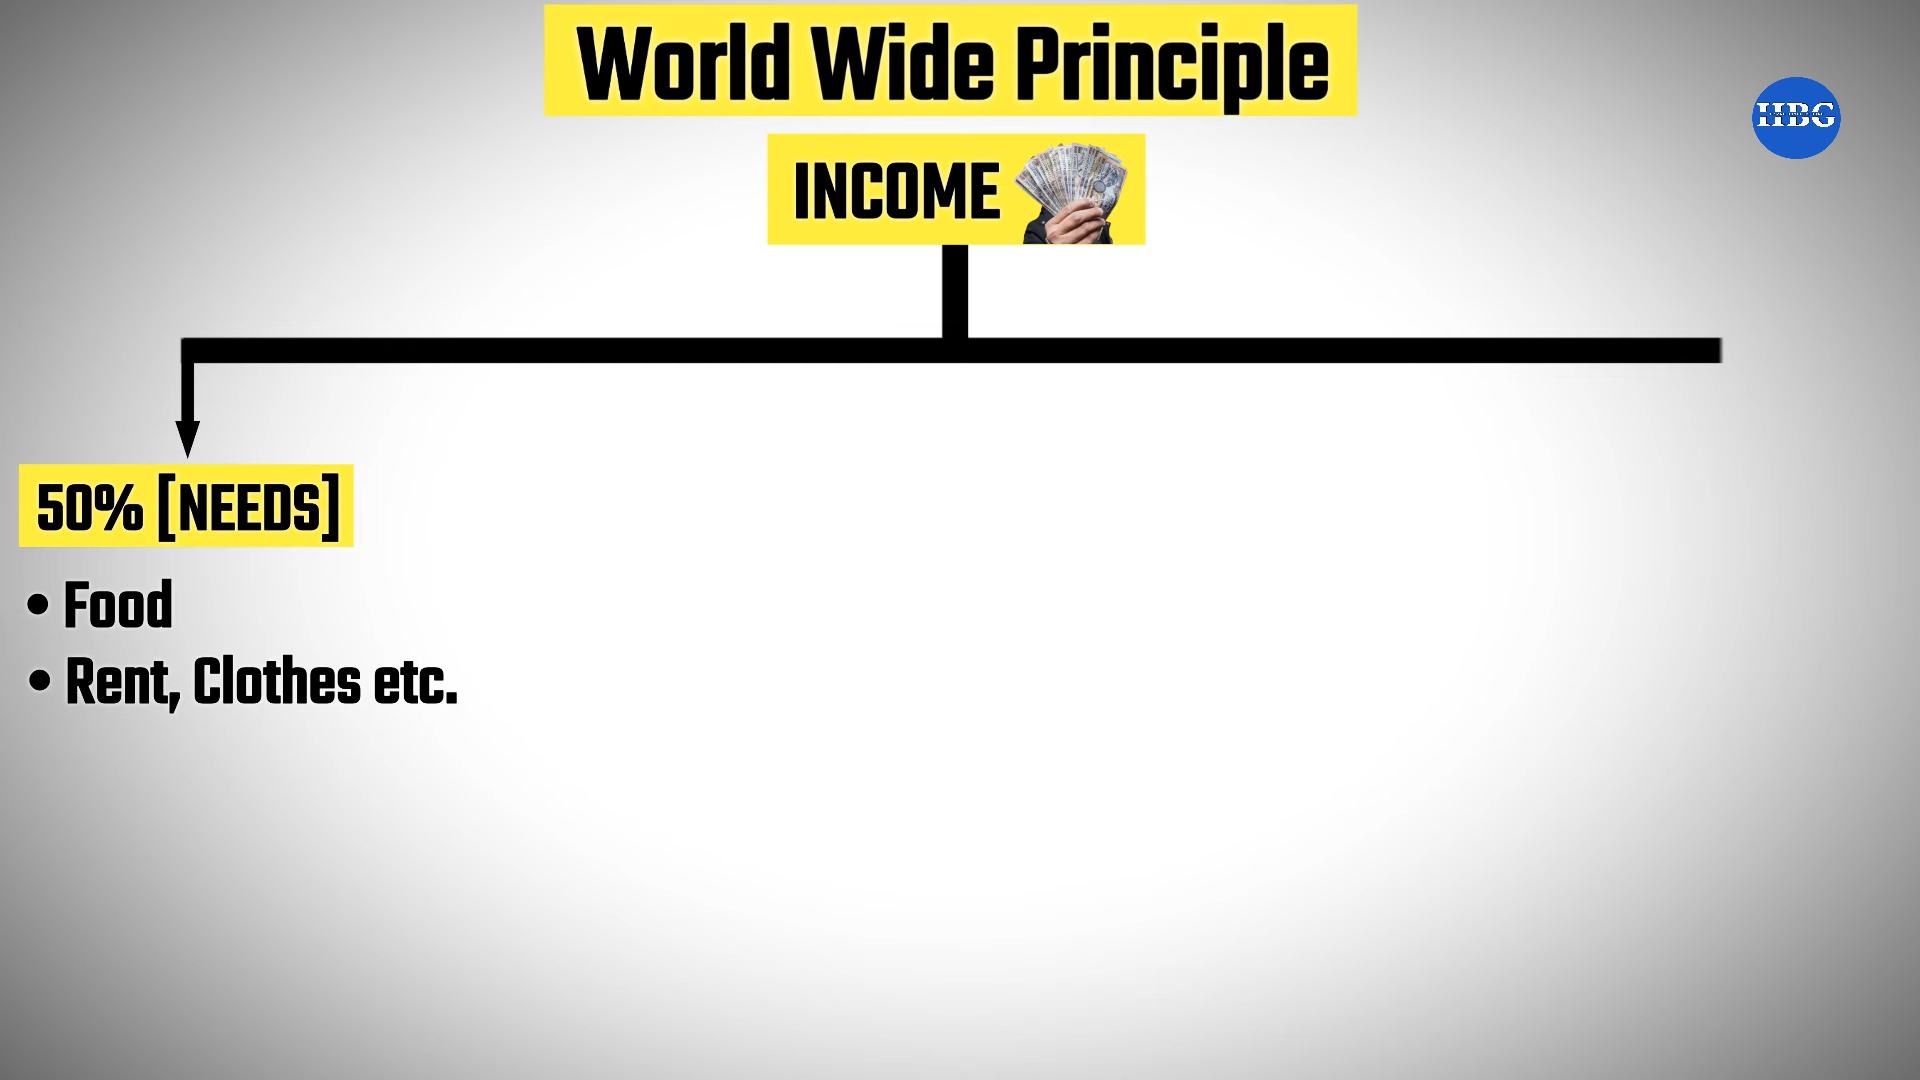 World Wide Principle
HBG
INCOME
50% [NEEDS]
• Food
• Rent, Clothes etc.